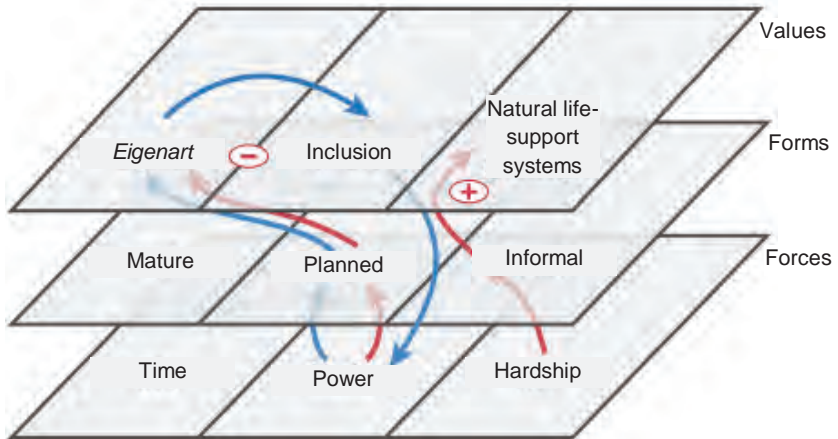 Values
Natural life-
support
systems
Eigenart
−
Inclusion
+
Forms
Mature
Planned
Informal
Forces
Time
Power
Hardship